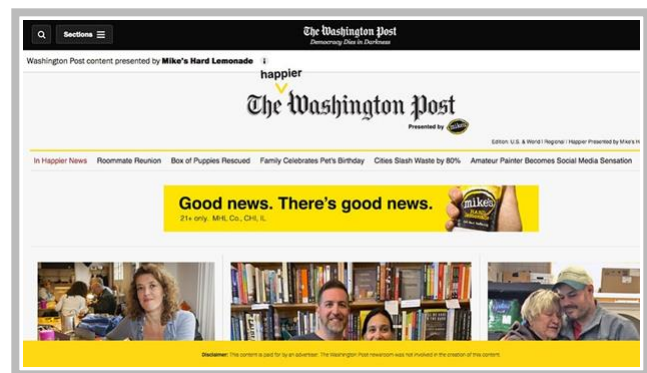 Sections
The Washington Post
Democracy Dies in Darkness
Washington Post content presented by Mike's Hard Lemonade
happier
The Washington Post
Presented by mike's
Edition: U.S. & World | Regional | Happier Presented by Mike's H
In Happier News Roommate Reunion Box of Puppies Rescued Family Celebrates Pet's Birthday Cities Slash Waste by 80% Amateur Painter Becomes Social Media Sensation
Good news. There's good news.
mike's
HARD
21+ only. MHL Co., CHI, IL
Disclaimer: This content is paid for by an advertiser. The Washington Post newsroom was not involved in the creation of this content.